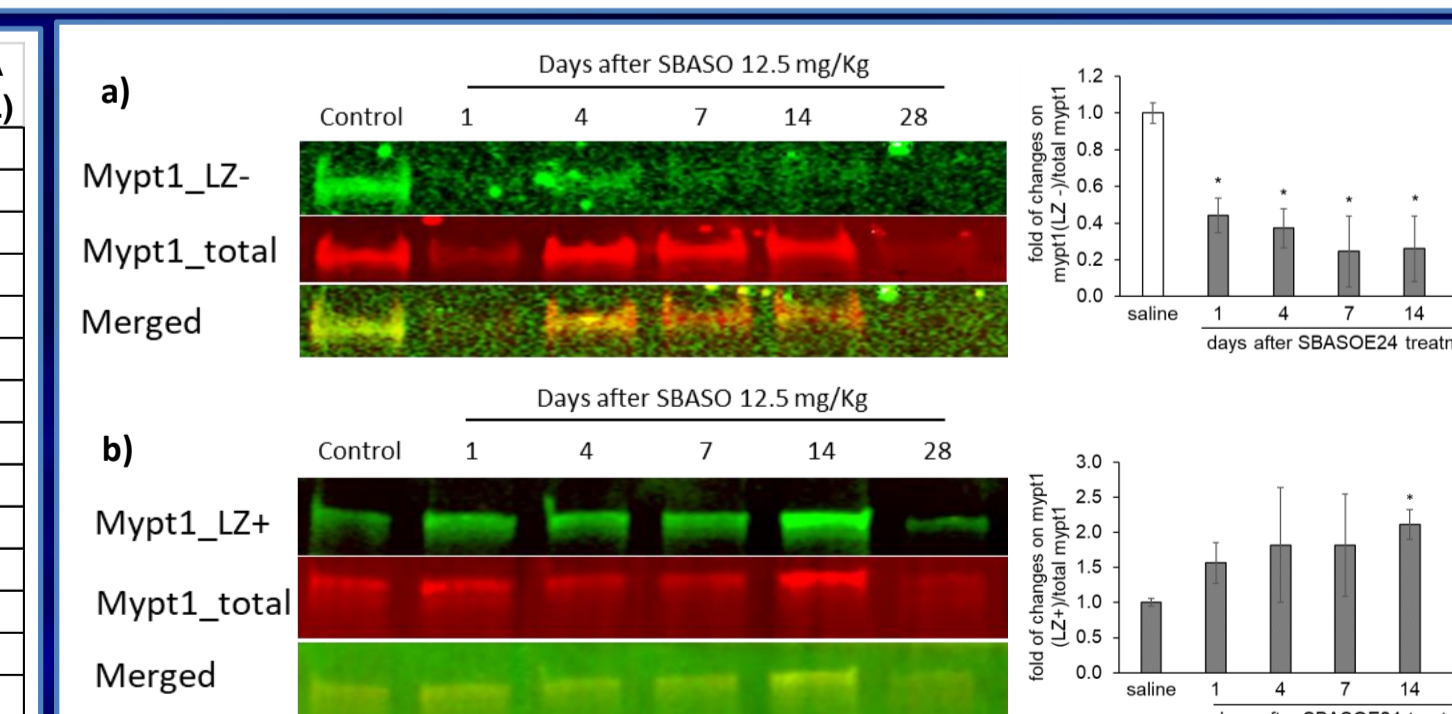 a)
Days after SBASO 12.5 mg/Kg
Control 1 4 7 14 28
Mypt1_LZ-
Mypt1_total
Merged
fold of changes on
mypt1(LZ -)/total mypt1
1.2
1.0
0.8
0.6
0.4
0.2
0.0
* * * *
saline 1 4 7 14
days after SBASOE24 treatn
b)
Days after SBASO 12.5 mg/Kg
Control 1 4 7 14 28
Mypt1_LZ+
Mypt1_total
Merged
fold of changes on mypt1
(LZ+)/total mypt1
3.0
2.5
2.0
1.5
1.0
0.5
0.0
*
saline 1 4 7 14